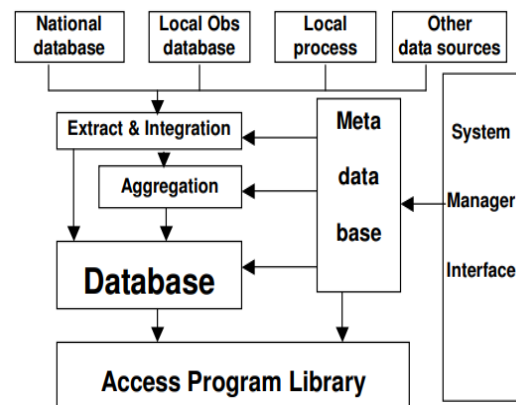 National
database
Local Obs
database
Local
process
Other
data sources
Extract & Integration
Aggregation
Database
Meta
data
base
System
Manager
Interface
Access Program Library